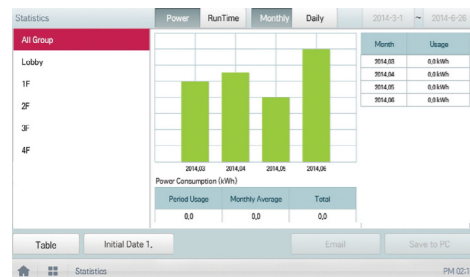 Statistics
Power RunTime Monthly Daily 2014-3-1 ~ 2014-6-26
All Group
Lobby
1F
2F
3F
4F
Month Usage
2014,03 0,0 kWh
2014,04 0,0 kWh
2014,05 0,0 kWh
2014,06 0,0 kWh
2014,03 2014,04 2014,05 2014,06
Power Consumption (kWh)
Period Usage Monthly Average Total
0,0 0,0 0,0
Table Initial Date 1, Email Save to PC
Statistics PM 02:1